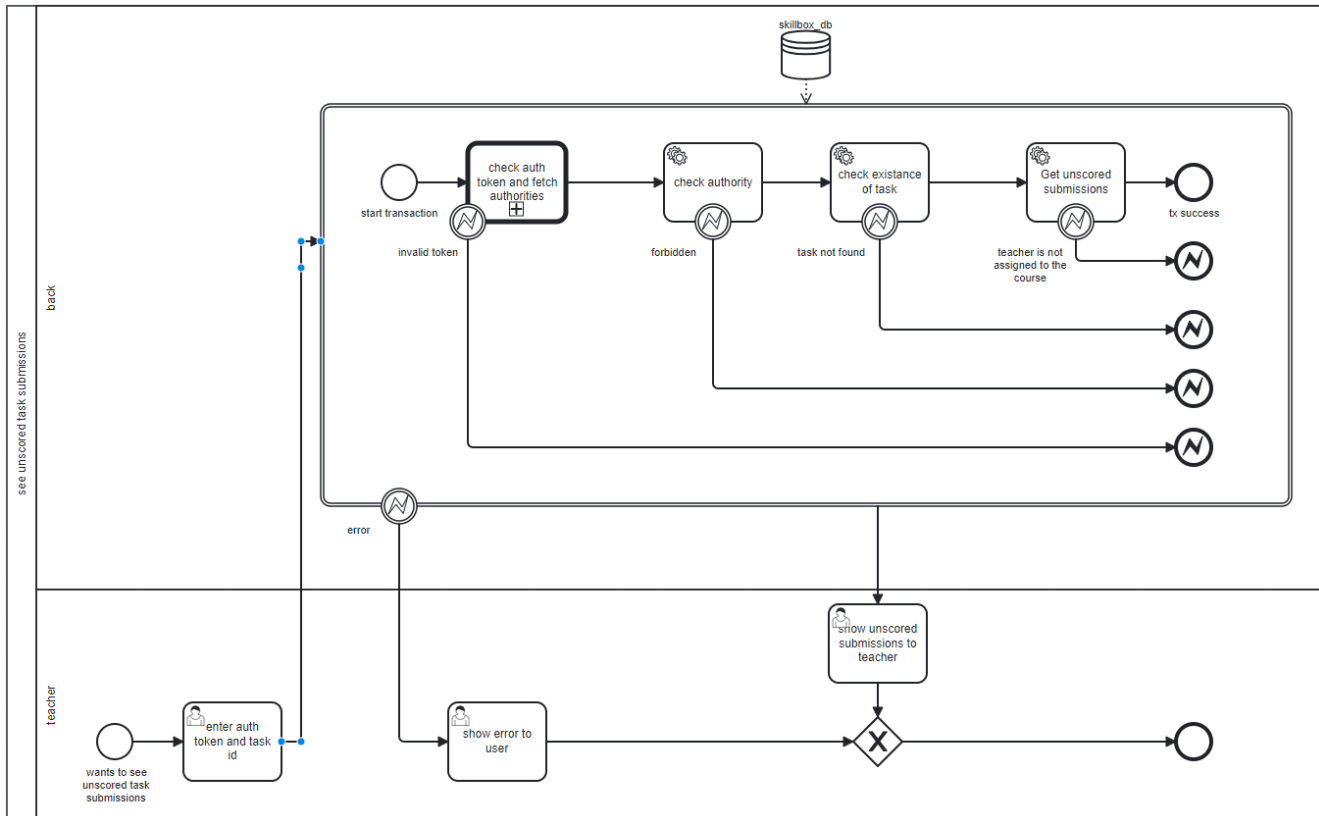 skillbox_db
check auth
token and fetch
authorities
check authority
check existance
of task
Get unscored
submissions
start transaction
tx success
invalid token
forbidden
task not found
teacher is not
assigned to the
course
error
back
see unscored task submissions
show unscored
submissions to
teacher
teacher
enter auth
token and task
id
show error to
user
wants to see
unscored task
submissions